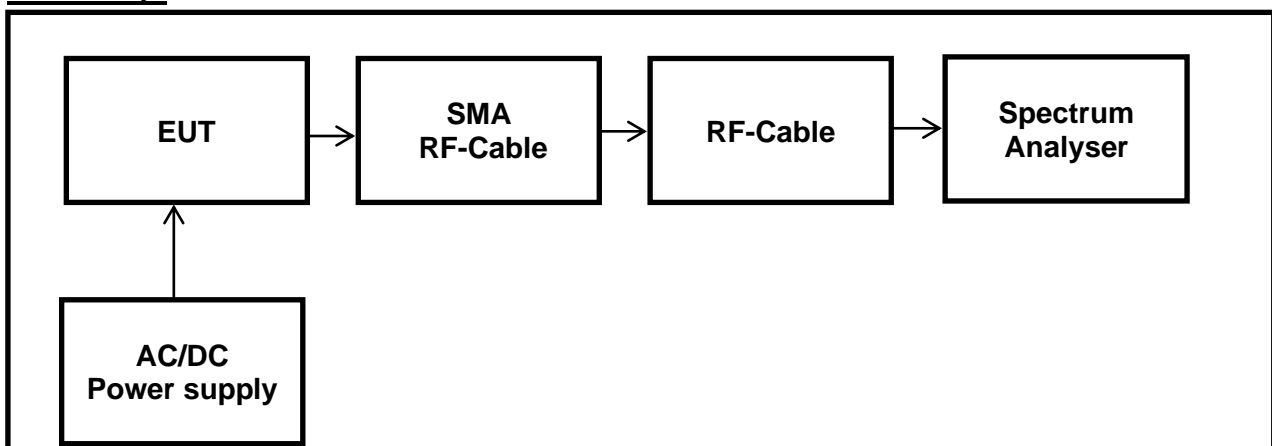 EUT
SMA
RF-Cable
RF-Cable
Spectrum
Analyser
AC/DC
Power supply